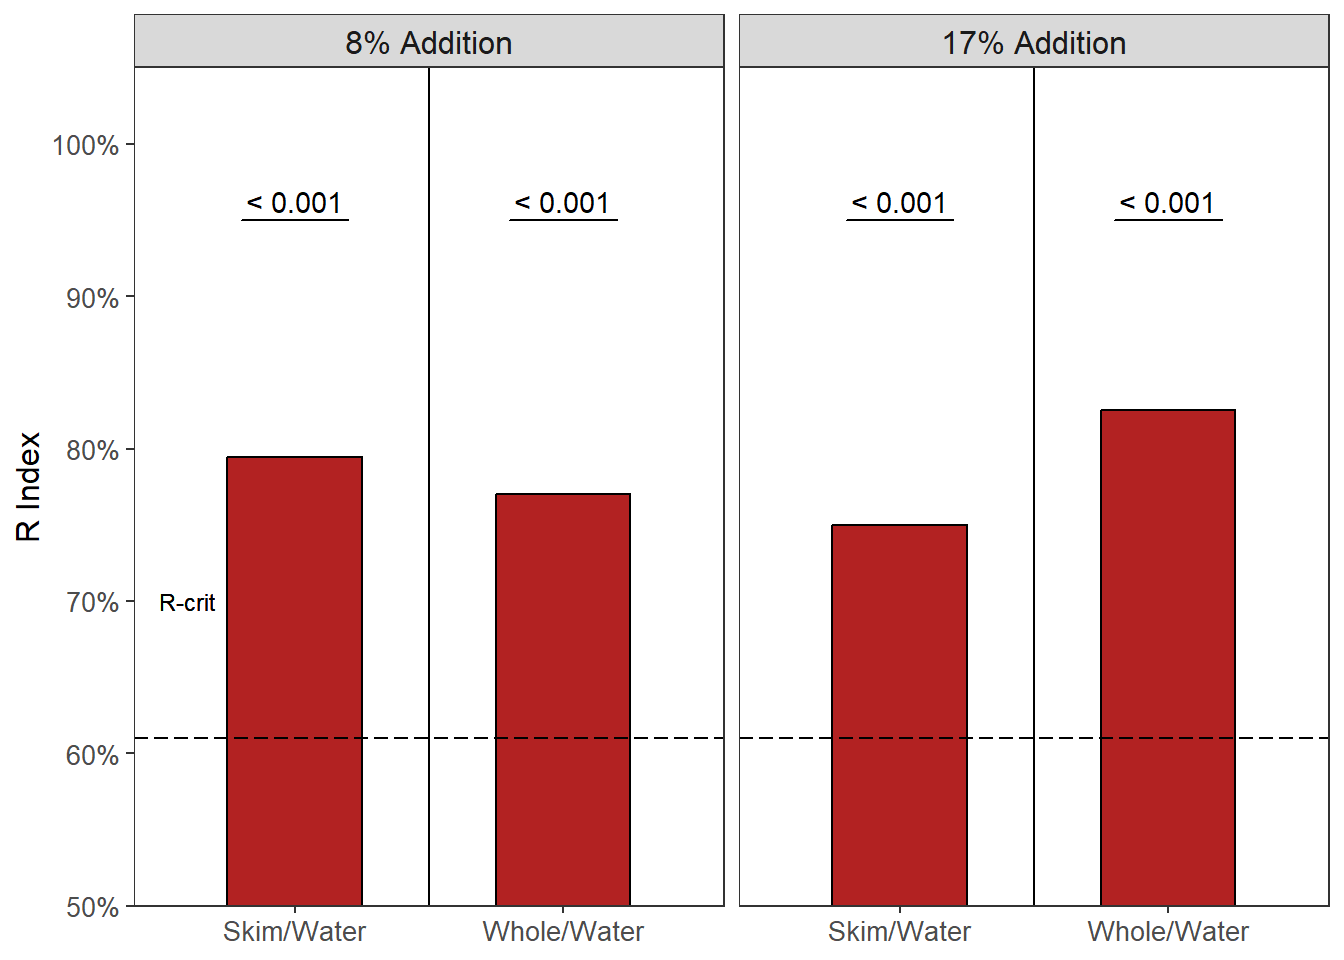 8% Addition
17% Addition
R Index
100%
90%
80%
70%
60%
50%
< 0.001
< 0.001
< 0.001
< 0.001
R-crit
Skim/Water
Whole/Water
Skim/Water
Whole/Water